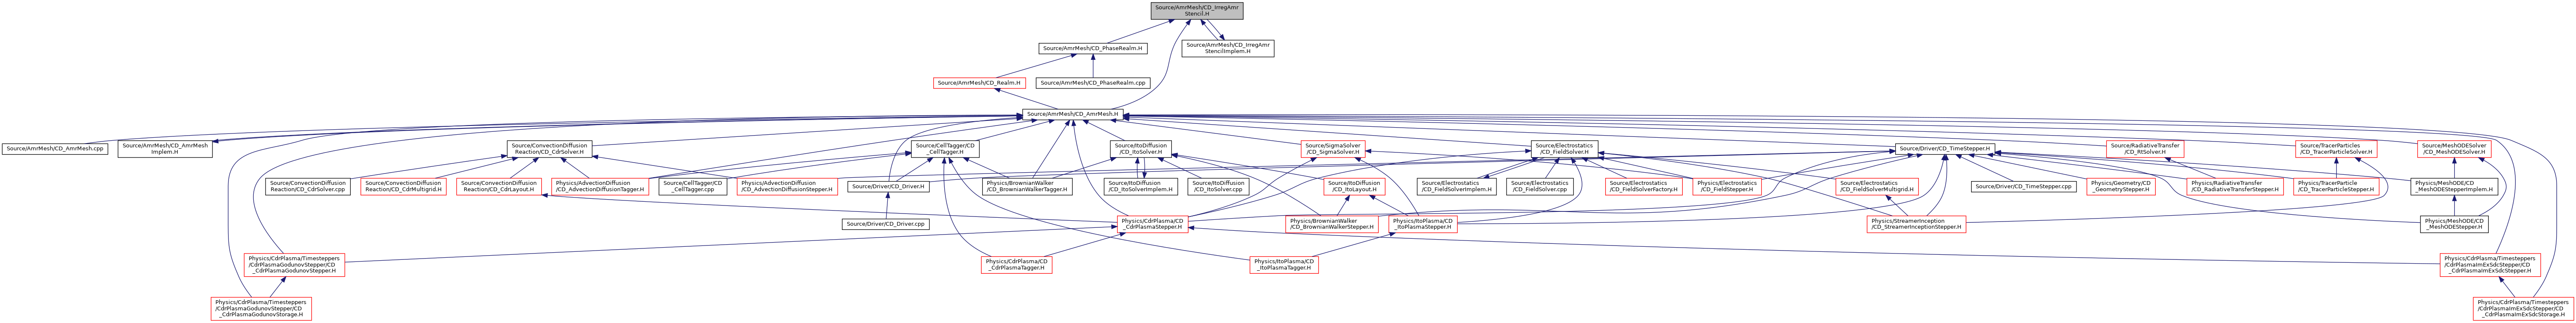 Source/AmrMesh/CD_IrregAmr
Stencil.H
Source/AmrMesh/CD_PhaseRealm.H
Source/AmrMesh/CD_IrregAmr
StencilImplem.H
Source/AmrMesh/CD_Realm.H
Source/AmrMesh/CD_PhaseRealm.cpp
Source/AmrMesh/CD_AmrMesh.H
Source/AmrMesh/CD_AmrMesh.cpp
Source/AmrMesh/CD_AmrMesh
Implem.H
Source/ConvectionDiffusion
Reaction/CD_CdrSolver.H
Source/CellTagger/CD
_CellTagger.H
Source/ItoDiffusion
/CD_ItoSolver.H
Source/SigmaSolver
/CD_SigmaSolver.H
Source/Electrostatics
/CD_FieldSolver.H
Source/Driver/CD_TimeStepper.H
Source/RadiativeTransfer
/CD_RtSolver.H
Source/TracerParticles
/CD_TracerParticleSolver.H
Source/MeshODESolver
/CD_MeshODESolver.H
Source/ConvectionDiffusion
Reaction/CD_CdrSolver.cpp
Source/ConvectionDiffusion
Reaction/CD_CdrMultigrid.H
Source/ConvectionDiffusion
Reaction/CD_CdrLayout.H
Physics/AdvectionDiffusion
/CD_AdvectionDiffusionTagger.H
Source/CellTagger/CD
_CellTagger.cpp
Physics/AdvectionDiffusion
/CD_AdvectionDiffusionStepper.H
Source/Driver/CD_Driver.H
Physics/BrownianWalker
/CD_BrownianWalkerTagger.H
Source/ItoDiffusion
/CD_ItoSolverImplem.H
Source/ItoDiffusion
/CD_ItoSolver.cpp
Source/ItoDiffusion
/CD_ItoLayout.H
Source/Electrostatics
/CD_FieldSolverImplem.H
Source/Electrostatics
/CD_FieldSolver.cpp
Source/Electrostatics
/CD_FieldSolverFactory.H
Physics/Electrostatics
/CD_FieldStepper.H
Source/Electrostatics
/CD_FieldSolverMultigrid.H
Source/Driver/CD_TimeStepper.cpp
Physics/Geometry/CD
_GeometryStepper.H
Physics/RadiativeTransfer
/CD_RadiativeTransferStepper.H
Physics/TracerParticle
/CD_TracerParticleStepper.H
Physics/MeshODE/CD
_MeshODEStepperImplem.H
Source/Driver/CD_Driver.cpp
Physics/CdrPlasma/CD
_CdrPlasmaStepper.H
Physics/BrownianWalker
/CD_BrownianWalkerStepper.H
Physics/ItoPlasma/CD
_ItoPlasmaStepper.H
Physics/StreamerInception
/CD_StreamerInceptionStepper.H
Physics/MeshODE/CD
_MeshODEStepper.H
Physics/CdrPlasma/Timesteppers
/CdrPlasmaGodunovStepper/CD
_CdrPlasmaGodunovStepper.H
Physics/CdrPlasma/CD
_CdrPlasmaTagger.H
Physics/ItoPlasma/CD
_ItoPlasmaTagger.H
Physics/CdrPlasma/Timesteppers
/CdrPlasmaImExSdcStepper/CD
_CdrPlasmaImExSdcStepper.H
Physics/CdrPlasma/Timesteppers
/CdrPlasmaGodunovStepper/CD
_CdrPlasmaGodunovStorage.H
Physics/CdrPlasma/Timesteppers
/CdrPlasmaImExSdcStepper/CD
_CdrPlasmaImExSdcStorage.H